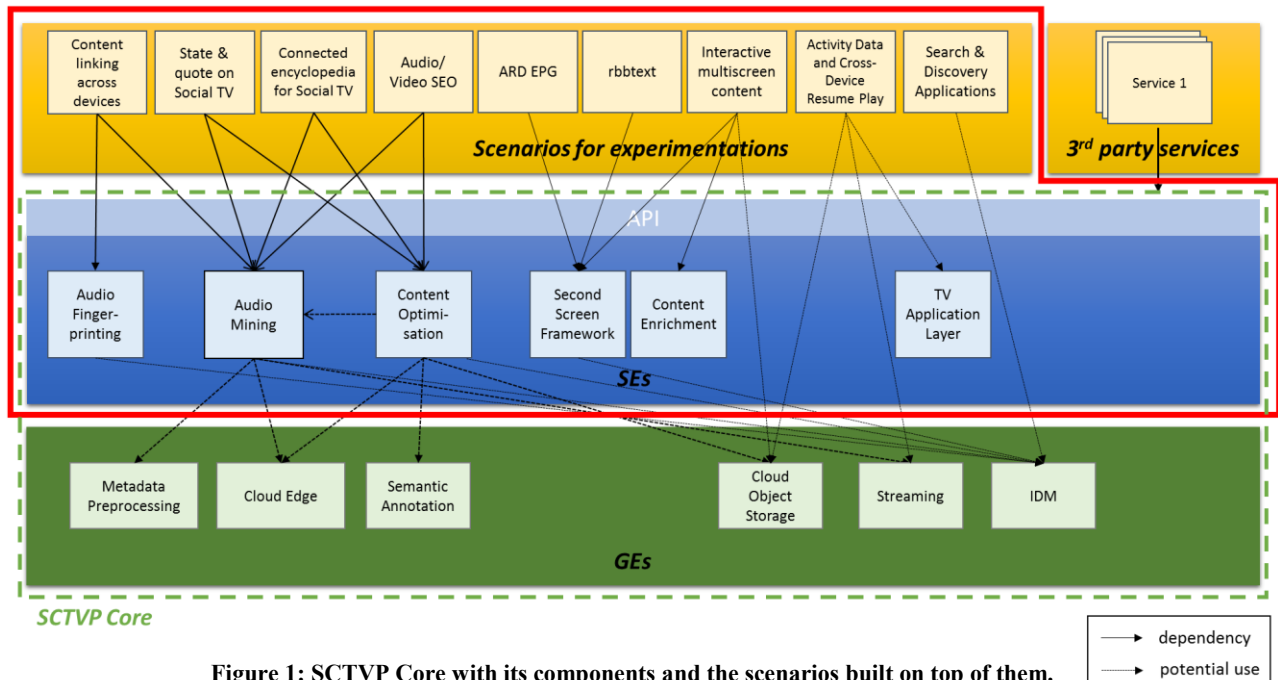 Content
linking
across
devices
State &
quote on
Social TV
Connected
encyclopedia
for Social TV
Audio/
Video SEO
ARD EPG
rbbtext
Interactive
multiscreen
content
Activity Data
and Cross-
Device
Resume Play
Search &
Discovery
Applications
Service 1
Scenarios for experimentations
3rd party services
API
Audio
Finger-
printing
Audio
Mining
Content
Optimi-
sation
Second
Screen
Framework
Content
Enrichment
TV
Application
Layer
SEs
Metadata
Preprocessing
Cloud Edge
Semantic
Annotation
Cloud
Object
Storage
Streaming
IDM
GEs
SCTVP Core
dependency
potential use
Figure 1: SCTVP Core with its components and the scenarios built on top of them.